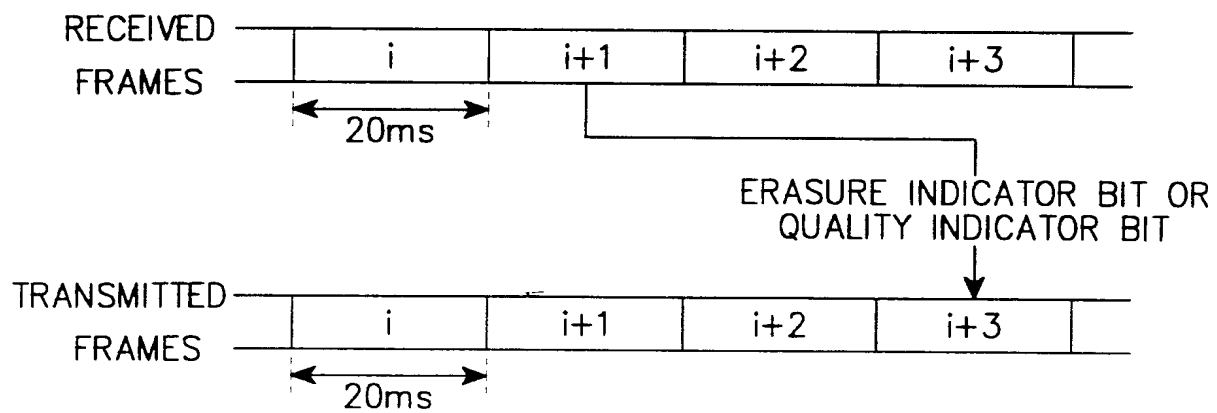 RECEIVED
FRAMES
i
i+1
i+2
i+3
20ms
ERASURE INDICATOR BIT OR
QUALITY INDICATOR BIT
TRANSMITTED
FRAMES
i
i+1
i+2
i+3
20ms